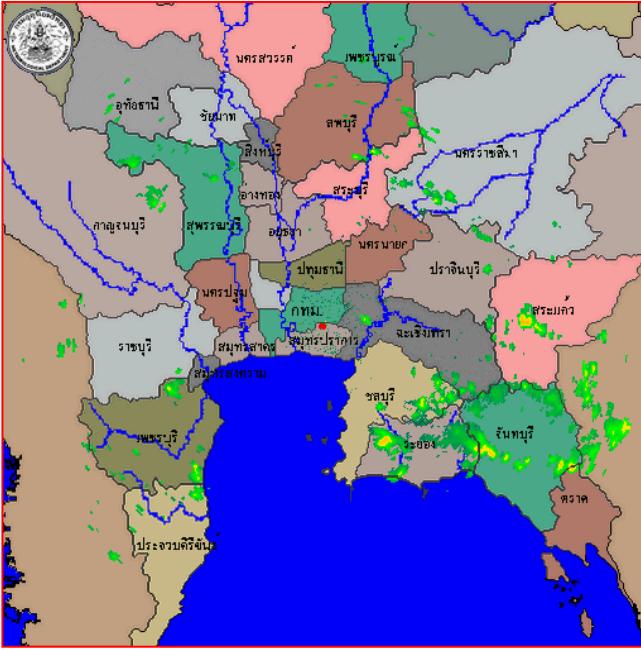 นครสวรรค์
เพชรบูรณ์
อุทัยธานี
ชัยนาท
ลพบุรี
สิงห์บุรี
นครราชสีมา
อ่างทอง
สระบุรี
กาญจนบุรี
สุพรรณบุรี
อยุธยา
นครนายก
ปทุมธานี
ปราจีนบุรี
นครปฐม
กทม.
สระแก้ว
ฉะเชิงเทรา
ราชบุรี
สมุทรสาคร
สมุทรปราการ
สมุทรสงคราม
ชลบุรี
เพชรบุรี
ระยอง
จันทบุรี
ตราด
ประจวบคีรีขันธ์